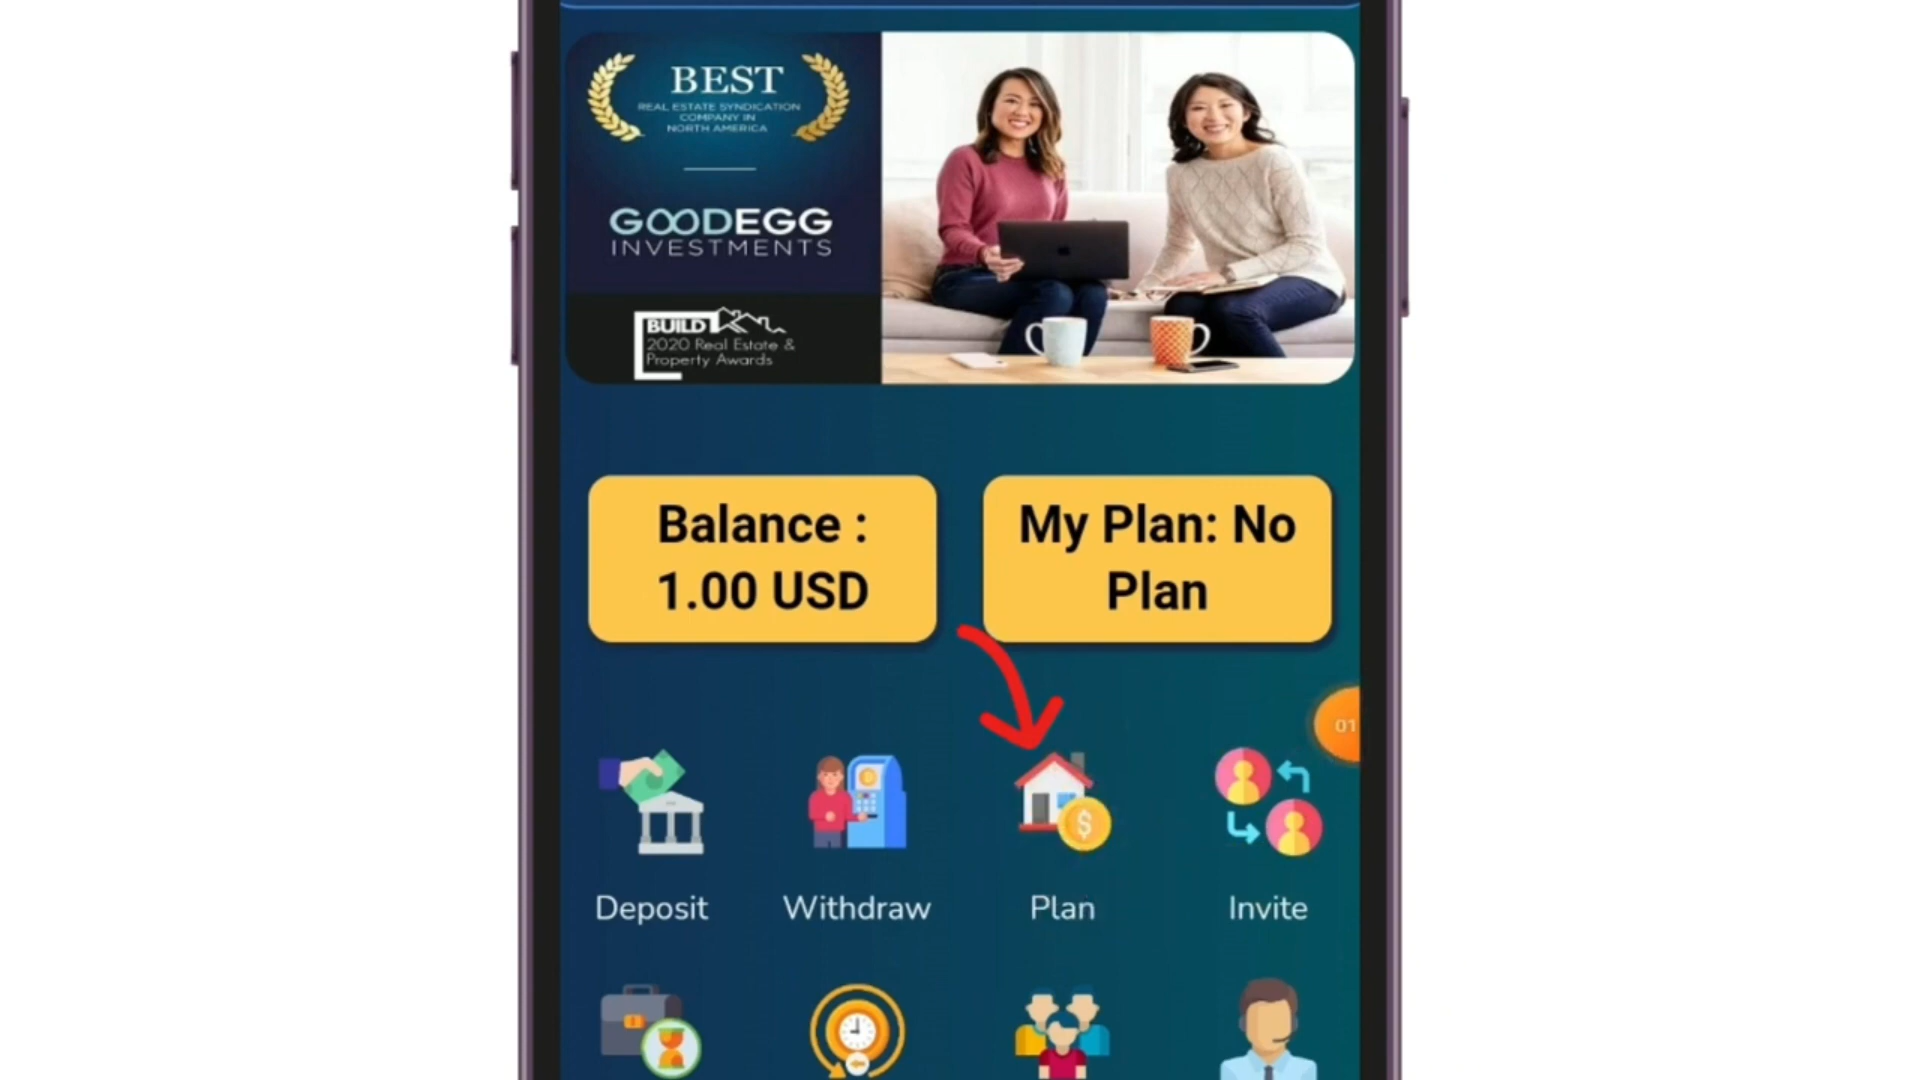 BEST
REAL ESTATE SYNDICATION
COMPANY IN
NORTH AMERICA
GOODEGG
INVESTMENTS
BUILD
2020 Real Estate &
Property Awards
Balance :
1.00 USD
My Plan: No
Plan
01
Deposit
Withdraw
Plan
Invite